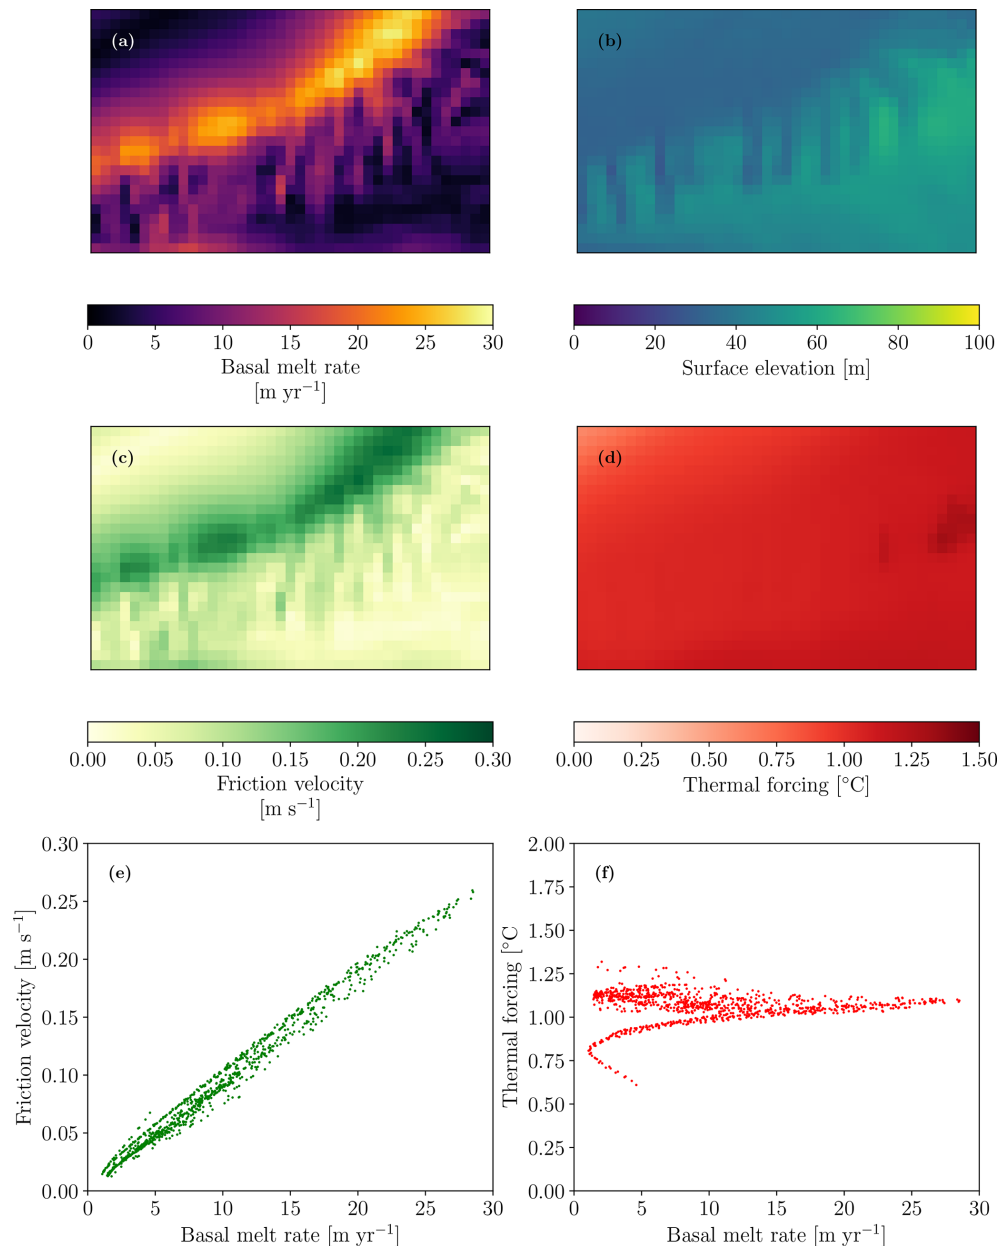 (a)
(b)
0 5 10 15 20 25 30
Basal melt rate
[m yr⁻¹]
0 20 40 60 80 100
Surface elevation [m]
(c)
(d)
0.00 0.05 0.10 0.15 0.20 0.25 0.30
Friction velocity
[m s⁻¹]
0.00 0.25 0.50 0.75 1.00 1.25 1.50
Thermal forcing [°C]
(e)
0.30
0.25
0.20
0.15
0.10
0.05
0.00
Friction velocity [m s⁻¹]
0 5 10 15 20 25 30
Basal melt rate [m yr⁻¹]
(f)
2.00
1.75
1.50
1.25
1.00
0.75
0.50
0.25
0.00
Thermal forcing [°C
0 5 10 15 20 25 30
Basal melt rate [m yr⁻¹]